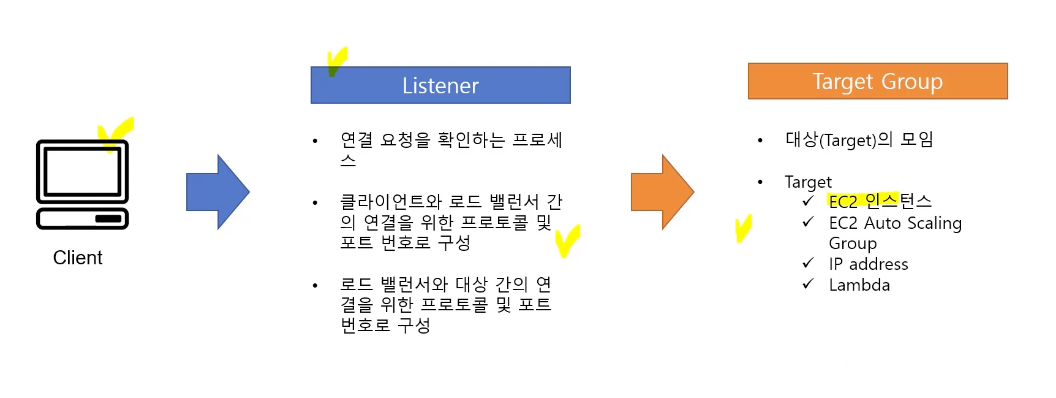 Client
Listener
• 연결 요청을 확인하는 프로세
스
• 클라이언트와 로드 밸런서 간
의 연결을 위한 프로토콜 및
포트 번호로 구성
• 로드 밸런서와 대상 간의 연
결을 위한 프로토콜 및 포트
번호로 구성
Target Group
• 대상(Target)의 모임
• Target
✓ EC2 인스턴스
✓ EC2 Auto Scaling
Group
✓ IP address
✓ Lambda